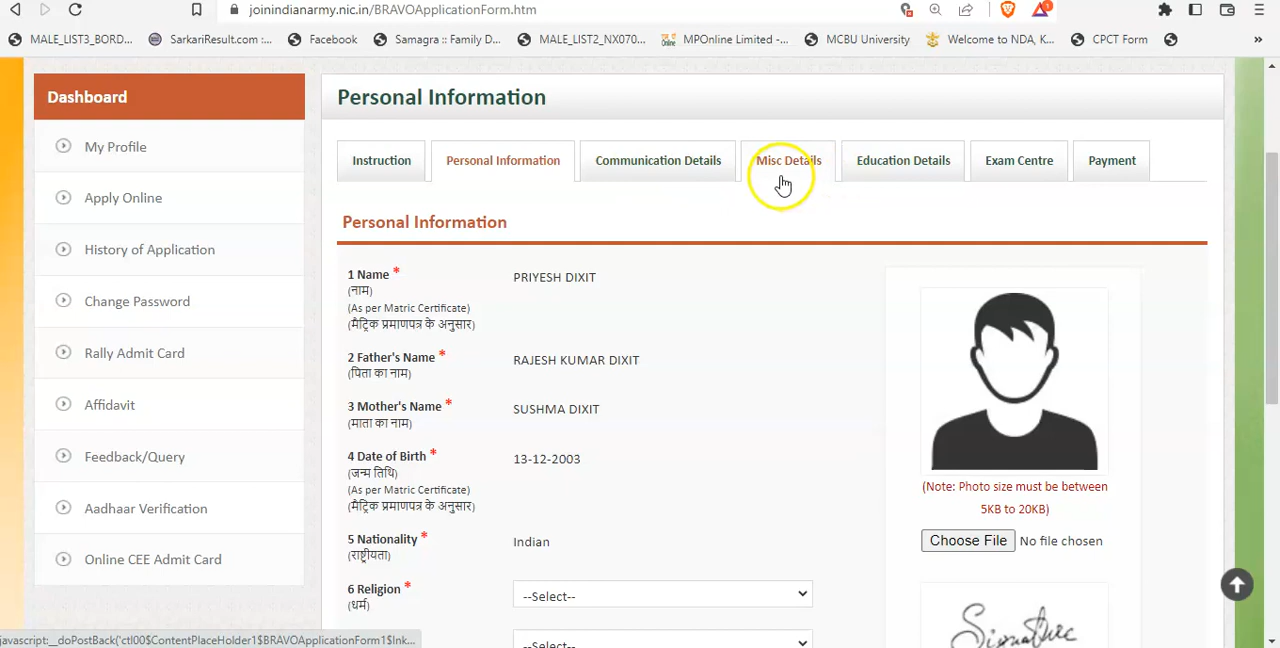 joinindianarmy.nic.in/BRAVOApplicationForm.htm
1
MALE_LIST3_BORD...
SarkariResult.com :...
Facebook
Samagra :: Family D...
MALE_LIST2_NX070...
MPOnline Limited -...
MCBU University
Welcome to NDA, K...
CPCT Form
»
Dashboard
My Profile
Apply Online
History of Application
Change Password
Rally Admit Card
Affidavit
Feedback/Query
Aadhaar Verification
Online CEE Admit Card
Personal Information
Instruction
Personal Information
Communication Details
Misc Details
Education Details
Exam Centre
Payment
Personal Information
1 Name *
(नाम)
(As per Matric Certificate)
(मैट्रिक प्रमाणपत्र के अनुसार)
PRIYESH DIXIT
2 Father's Name *
(पिता का नाम)
RAJESH KUMAR DIXIT
3 Mother's Name *
(माता का नाम)
SUSHMA DIXIT
4 Date of Birth *
(जन्म तिथि)
(As per Matric Certificate)
(मैट्रिक प्रमाणपत्र के अनुसार)
13-12-2003
5 Nationality *
(राष्ट्रीयता)
Indian
6 Religion *
(धर्म)
--Select--
--Select--
(Note: Photo size must be between
5KB to 20KB)
Choose File No file chosen
Signature
javascript:__doPostBack('ctl00$ContentPlaceHolder1$BRAVOApplicationForm1$lnk...